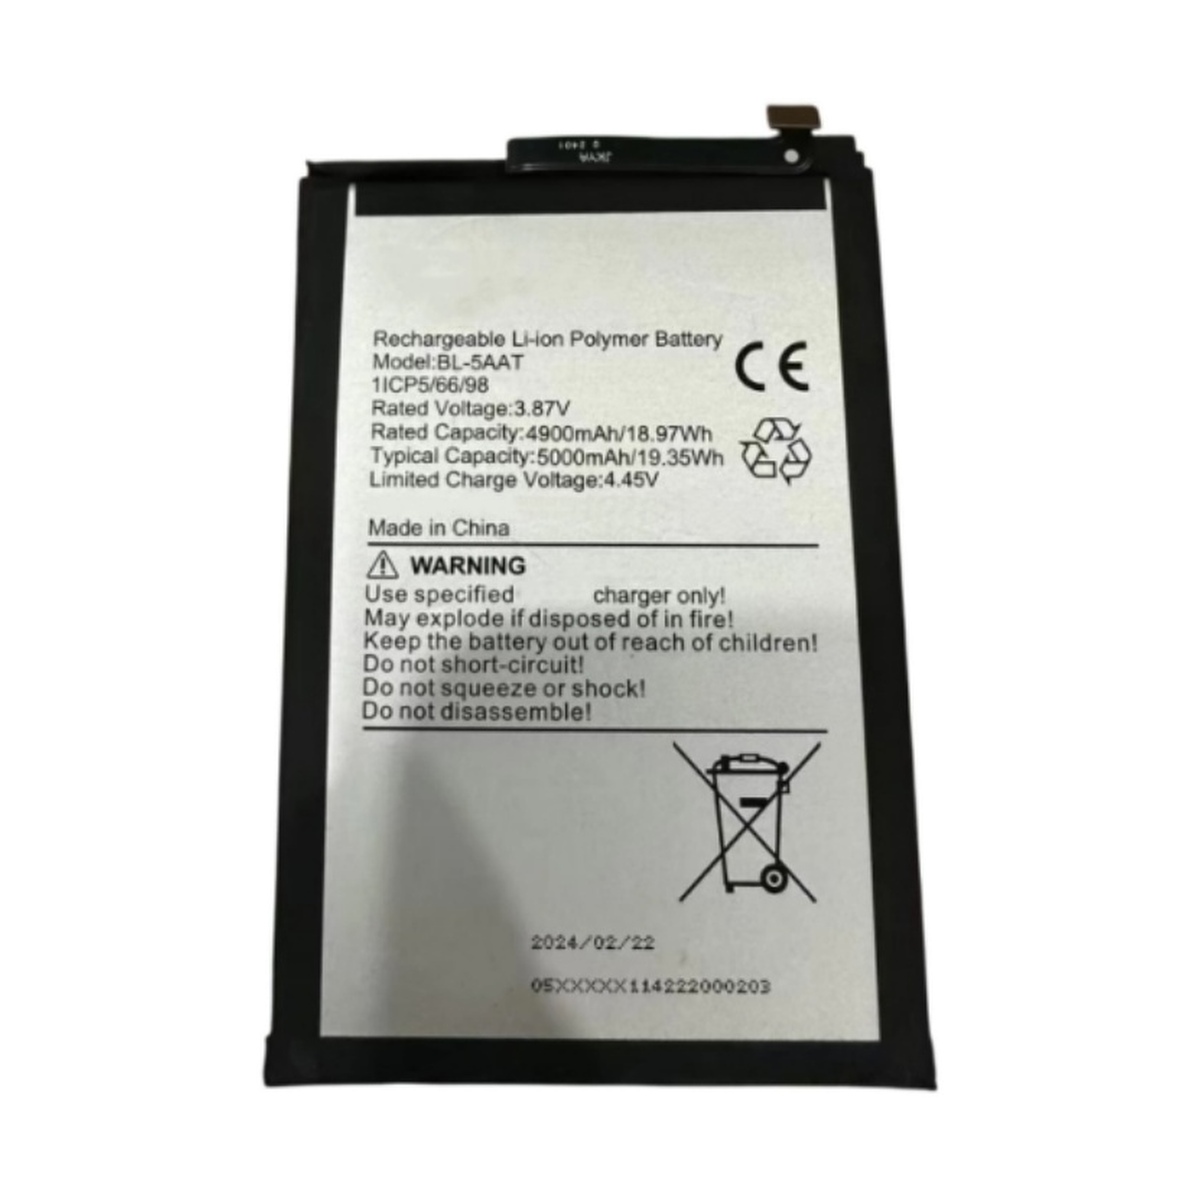 JKYA
G 2401
Rechargeable Li-ion Polymer Battery
Model:BL-5AAT
1ICP5/66/98
Rated Voltage:3.87V
Rated Capacity:4900mAh/18.97Wh
Typical Capacity:5000mAh/19.35Wh
Limited Charge Voltage:4.45V
CE
Made in China
WARNING
Use specified charger only!
May explode if disposed of in fire!
Keep the battery out of reach of children!
Do not short-circuit!
Do not squeeze or shock!
Do not disassemble!
2024/02/22
05XXXXX114222000203